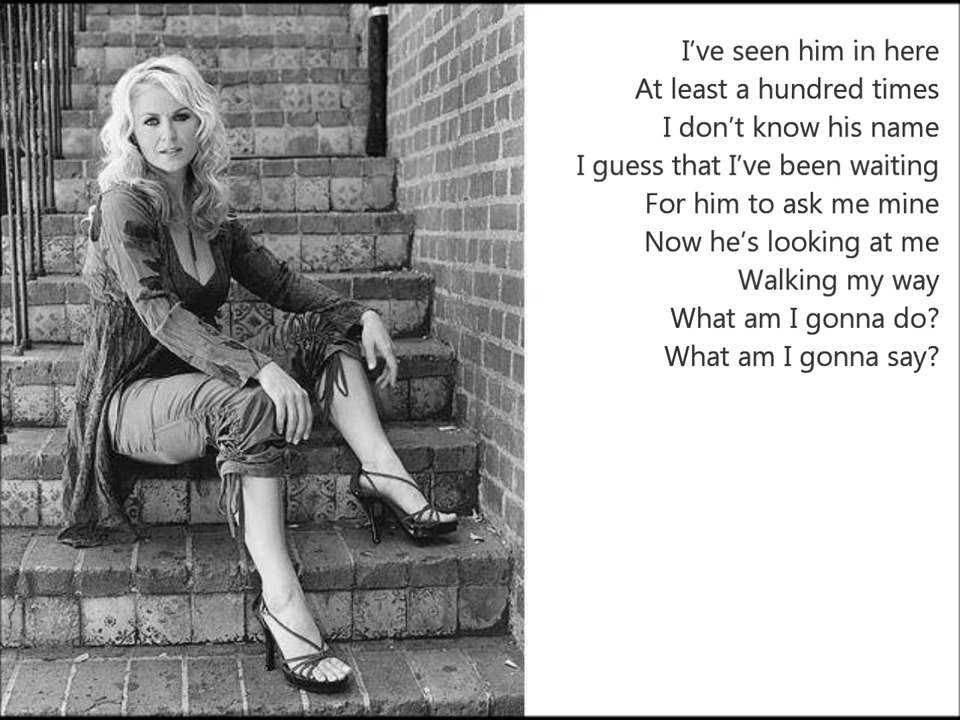 I’ve seen him in here
At least a hundred times
I don’t know his name
I guess that I’ve been waiting
For him to ask me mine
Now he’s looking at me
Walking my way
What am I gonna do?
What am I gonna say?